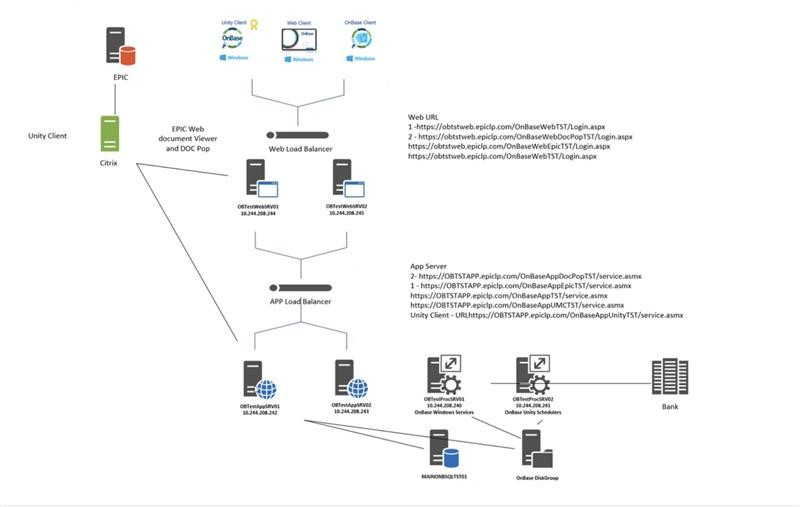 Unity Client
Web Client
OnBase Client
OnBase
OnBase
OnBase
Windows
Windows
Windows
EPIC
Unity Client
Citrix
EPIC Web
document Viewer
and DOC Pop
Web Load Balancer
Web URL
1 -https://obtstweb.epiclp.com/OnBaseWebTST/Login.aspx
2 - https://obtstweb.epiclp.com/OnBaseWebDocPopTST/Login.aspx
https://obtstweb.epiclp.com/OnBaseWebEpicTST/Login.aspx
https://obtstweb.epiclp.com/OnBaseWebTST/Login.aspx
OBTestWebSRV01
10.244.208.244
OBTestWebSRV02
10.244.208.245
APP Load Balancer
App Server
2- https://OBTSTAPP.epiclp.com/OnBaseAppDocPopTST/service.asmx
1 - https://OBTSTAPP.epiclp.com/OnBaseAppEpicTST/service.asmx
https://OBTSTAPP.epiclp.com/OnBaseAppTST/service.asmx
https://OBTSTAPP.epiclp.com/OnBaseAppUMCTST/service.asmx
Unity Client - URLhttps://OBTSTAPP.epiclp.com/OnBaseAppUnityTST/service.asmx
OBTestAppSRV01
10.244.208.242
OBTestAppSRV02
10.244.208.243
OBTestProcSRV01
10.244.208.240
OnBase Windows Services
OBTestProcSRV02
10.244.208.241
OnBase Unity Schedulers
Bank
MAINONBSQLTST01
OnBase DiskGroup